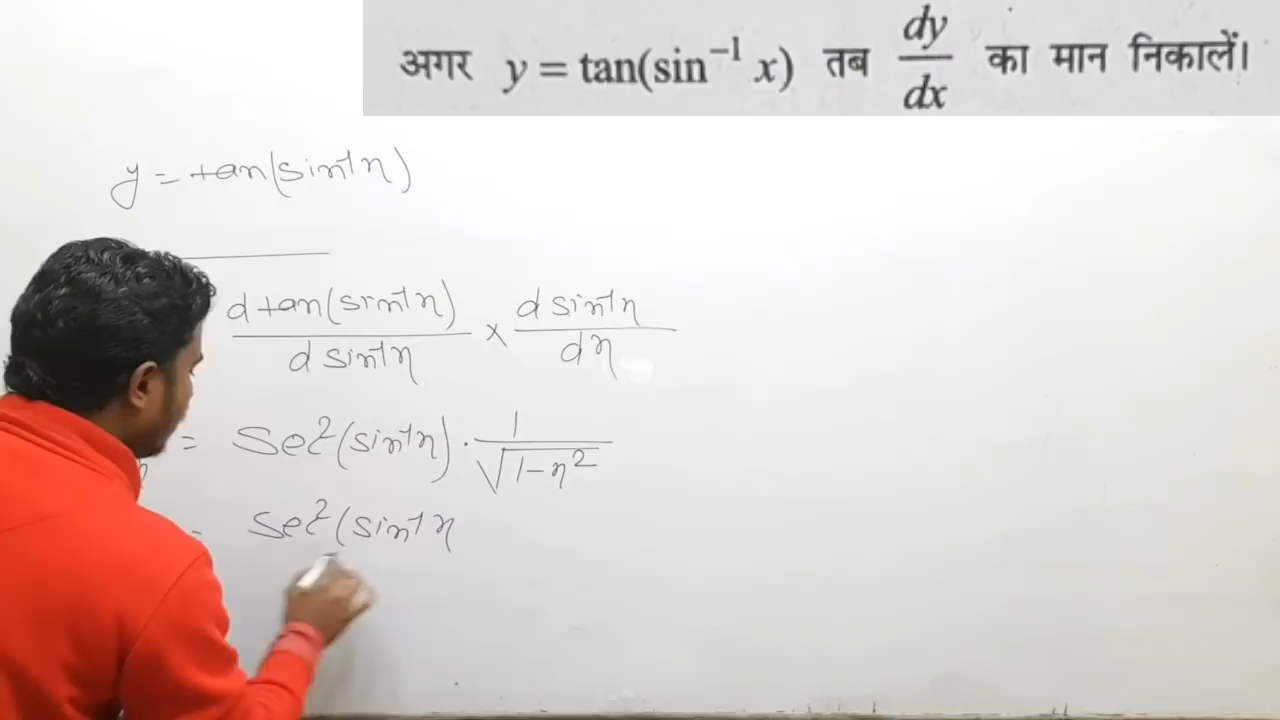 अगर y = tan(sin⁻¹ x) तब dy/dx का मान निकालें।
y = tan(sin⁻¹x)
d tan(sin⁻¹x)/d sin⁻¹x × d sin⁻¹x/dx
= sec²(sin⁻¹x) · 1/√(1-x²)
= sec²(sin⁻¹x